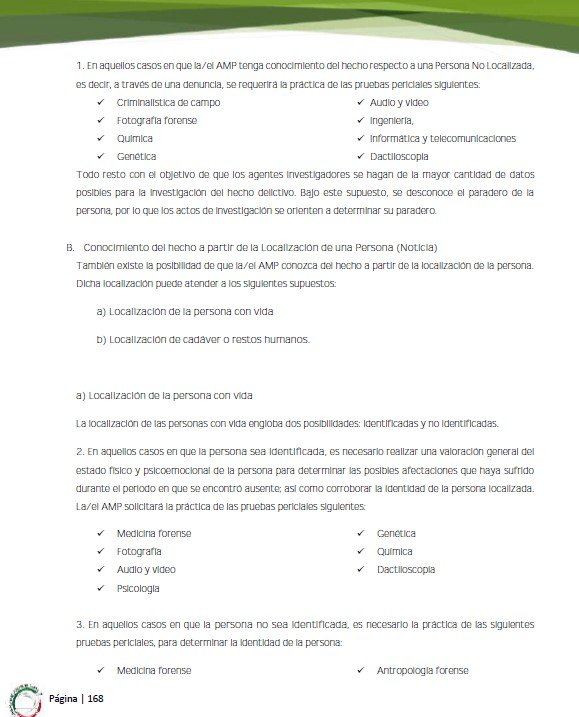 1. En aquellos casos en que la/el AMP tenga conocimiento del hecho respecto a una Persona No Localizada,
es decir, a través de una denuncia, se requerirá la práctica de las pruebas periciales siguientes:
✓ Criminalística de campo
✓ Fotografía forense
✓ Química
✓ Genética
✓ Audio y video
✓ Ingeniería,
✓ Informática y telecomunicaciones
✓ Dactiloscopia
Todo resto con el objetivo de que los agentes investigadores se hagan de la mayor cantidad de datos
posibles para la investigación del hecho delictivo. Bajo este supuesto, se desconoce el paradero de la
persona, por lo que los actos de investigación se orienten a determinar su paradero.
B. Conocimiento del hecho a partir de la Localización de una Persona (Noticia)
También existe la posibilidad de que la/el AMP conozca del hecho a partir de la localización de la persona.
Dicha localización puede atender a los siguientes supuestos:
a) Localización de la persona con vida
b) Localización de cadáver o restos humanos.
a) Localización de la persona con vida
La localización de las personas con vida engloba dos posibilidades: identificadas y no identificadas.
2. En aquellos casos en que la persona sea identificada, es necesario realizar una valoración general del
estado físico y psicoemocional de la persona para determinar las posibles afectaciones que haya sufrido
durante el periodo en que se encontró ausente; así como corroborar la identidad de la persona localizada.
La/el AMP solicitará la práctica de las pruebas periciales siguientes:
✓ Medicina forense
✓ Fotografía
✓ Audio y video
✓ Psicología
✓ Genética
✓ Química
✓ Dactiloscopia
3. En aquellos casos en que la persona no sea identificada, es necesario la práctica de las siguientes
pruebas periciales, para determinar la identidad de la persona:
✓ Medicina forense
✓ Antropología forense
Página | 168